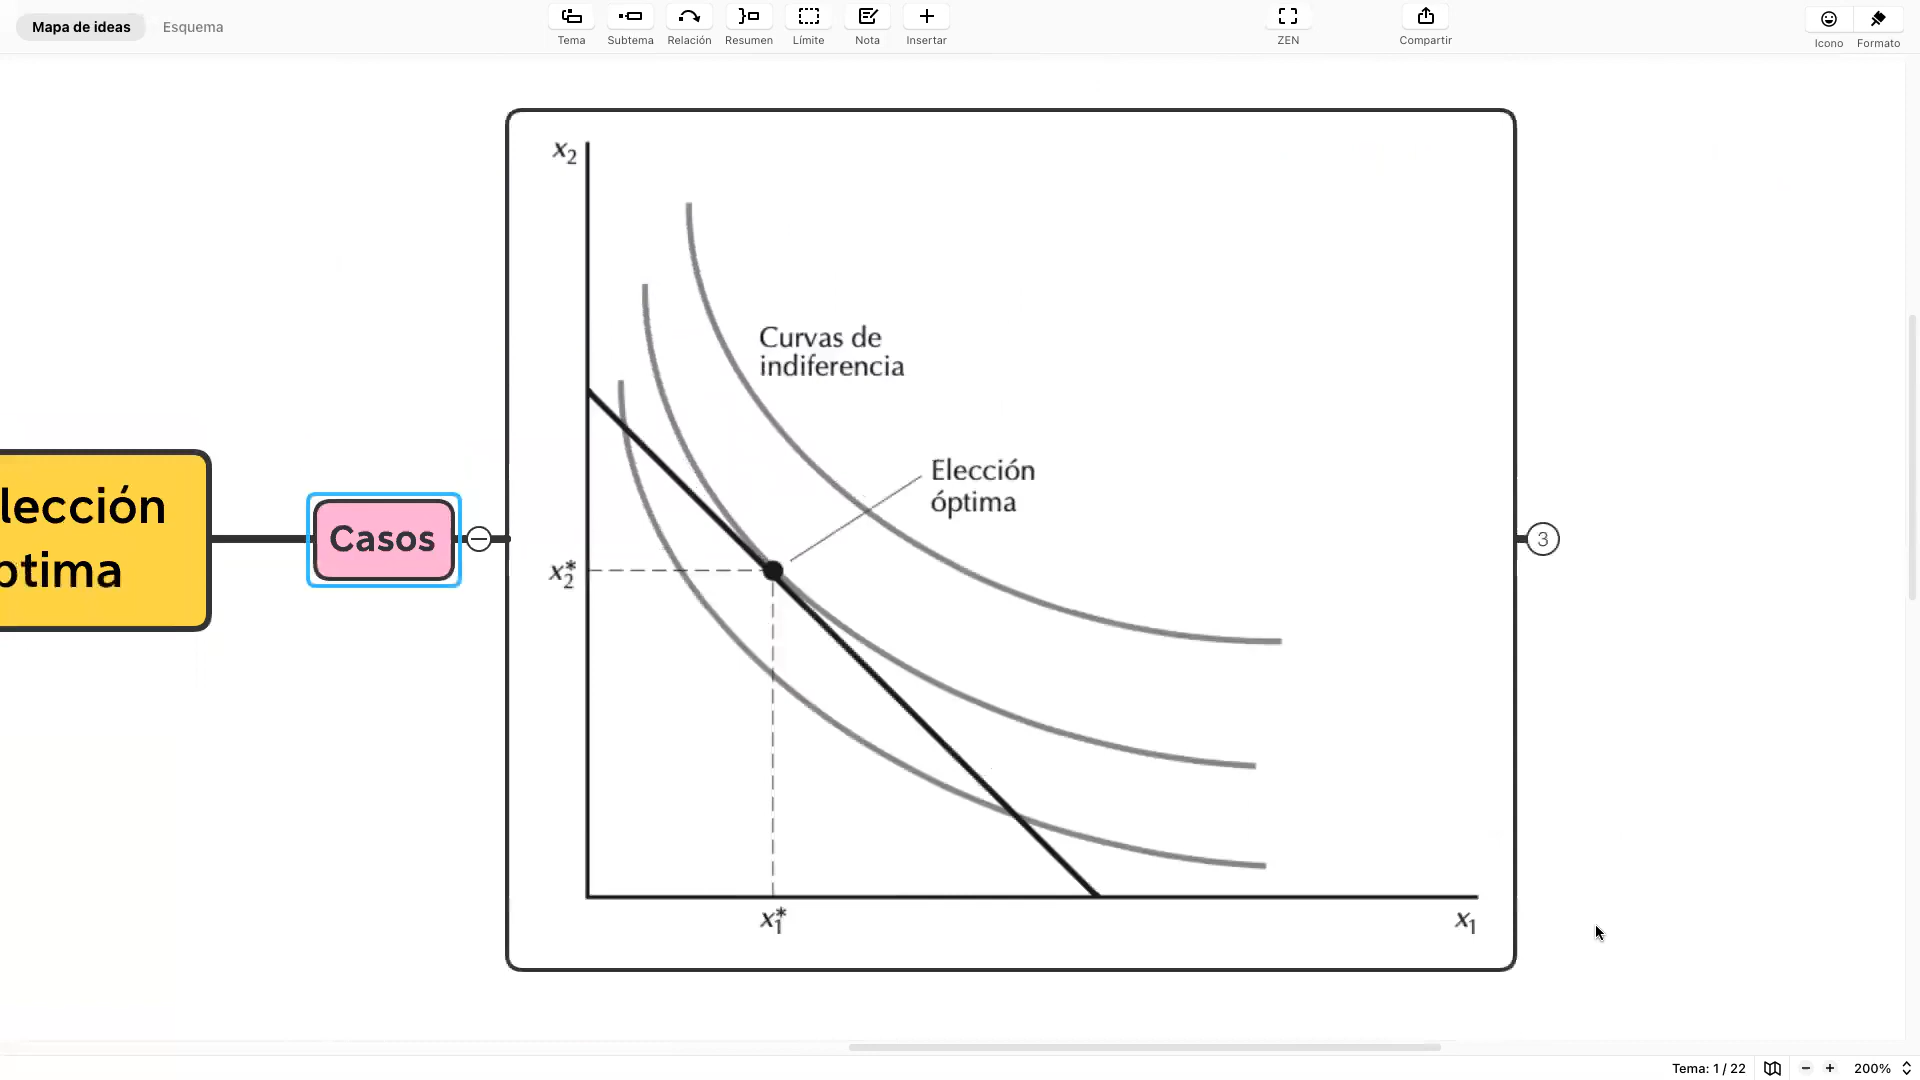 Mapa de ideas
Esquema
Tema
Subtema
Relación
Resumen
Límite
Nota
Insertar
ZEN
Compartir
Icono
Formato
lección
ptima
Casos
x₂
Curvas de
indiferencia
Elección
óptima
x₂*
x₁*
x₁
3
Tema: 1 / 22
200%